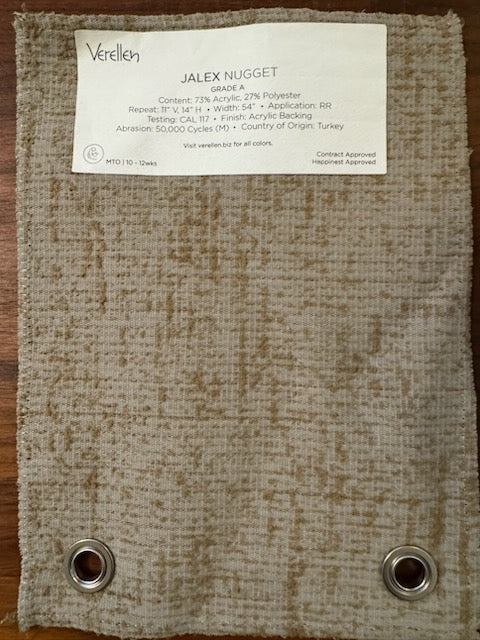 Verellen
JALEX NUGGET
GRADE A
Content: 73% Acrylic, 27% Polyester
Repeat: 11" V, 14" H • Width: 54" • Application: RR
Testing: CAL 117 • Finish: Acrylic Backing
Abrasion: 50,000 Cycles (M) • Country of Origin: Turkey
Visit verellen.biz for all colors.
MTO | 10 - 12wks
Contract Approved
Happinest Approved